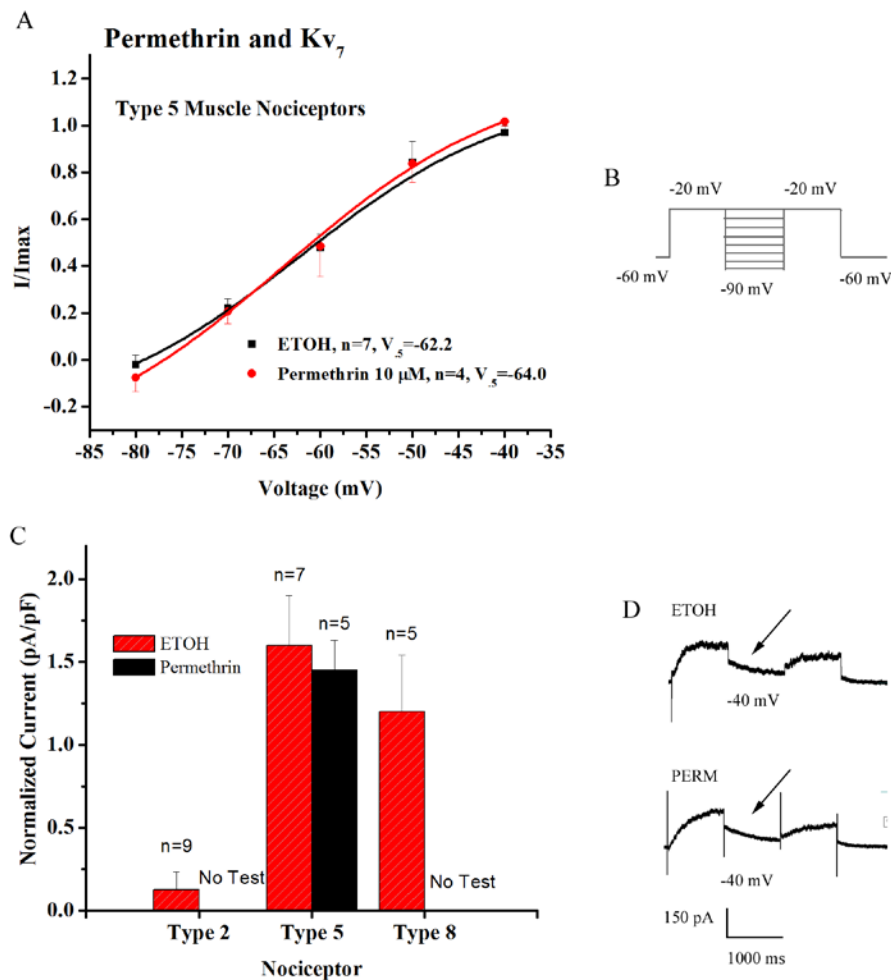 A
Permethrin and Kv7
Type 5 Muscle Nociceptors
1.2
1.0
0.8
0.6
0.4
0.2
0.0
-0.2
I/Imax
ETOH, n=7, V.5=-62.2
Permethrin 10 μM, n=4, V.5=-64.0
-85 -80 -75 -70 -65 -60 -55 -50 -45 -40 -35
Voltage (mV)
B
-20 mV -20 mV
-60 mV -60 mV
-90 mV
C
2.0
1.5
1.0
0.5
0.0
Normalized Current (pA/pF)
ETOH
Permethrin
n=9
No Test
n=7
n=5
n=5
No Test
Type 2 Type 5 Type 8
Nociceptor
D
ETOH
-40 mV
PERM
-40 mV
150 pA
1000 ms